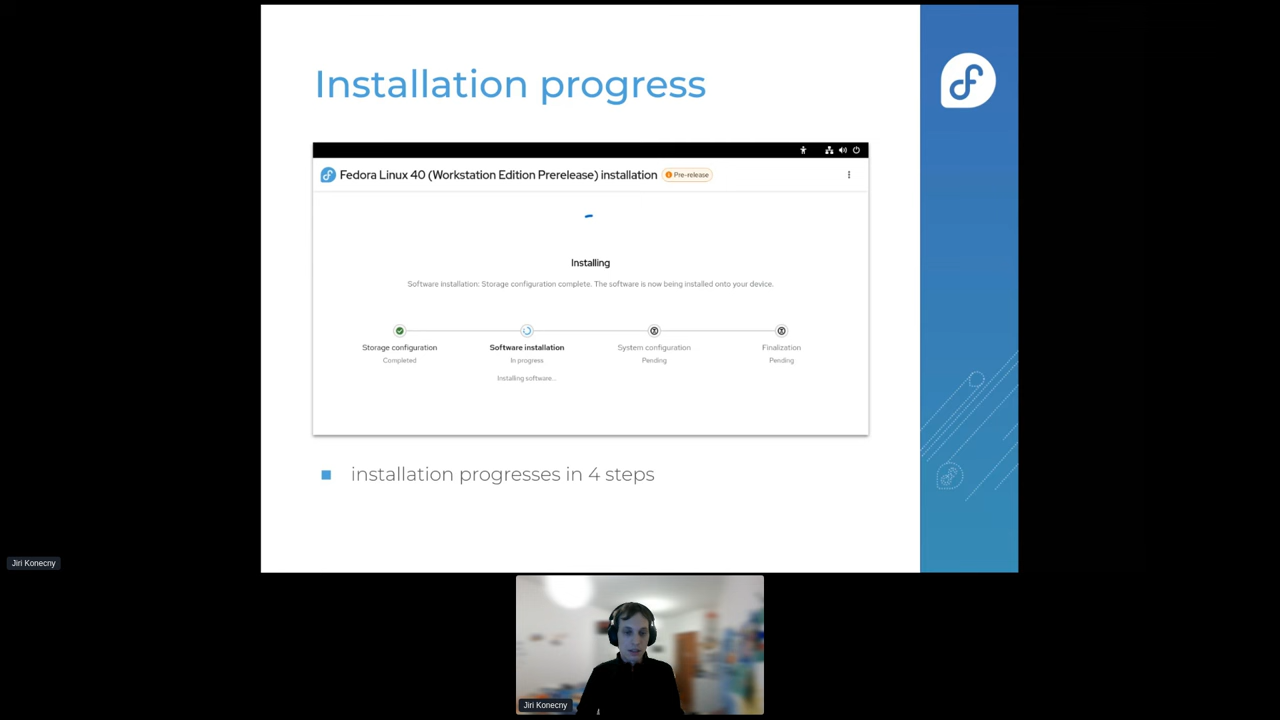 Installation progress
Fedora Linux 40 (Workstation Edition Prerelease) installation
Pre-release
Installing
Software installation: Storage configuration complete. The software is now being installed onto your device.
Storage configuration
Completed
Software installation
In progress
Installing software...
System configuration
Pending
Finalization
Pending
installation progresses in 4 steps
Jiri Konecny
Jiri Konecny